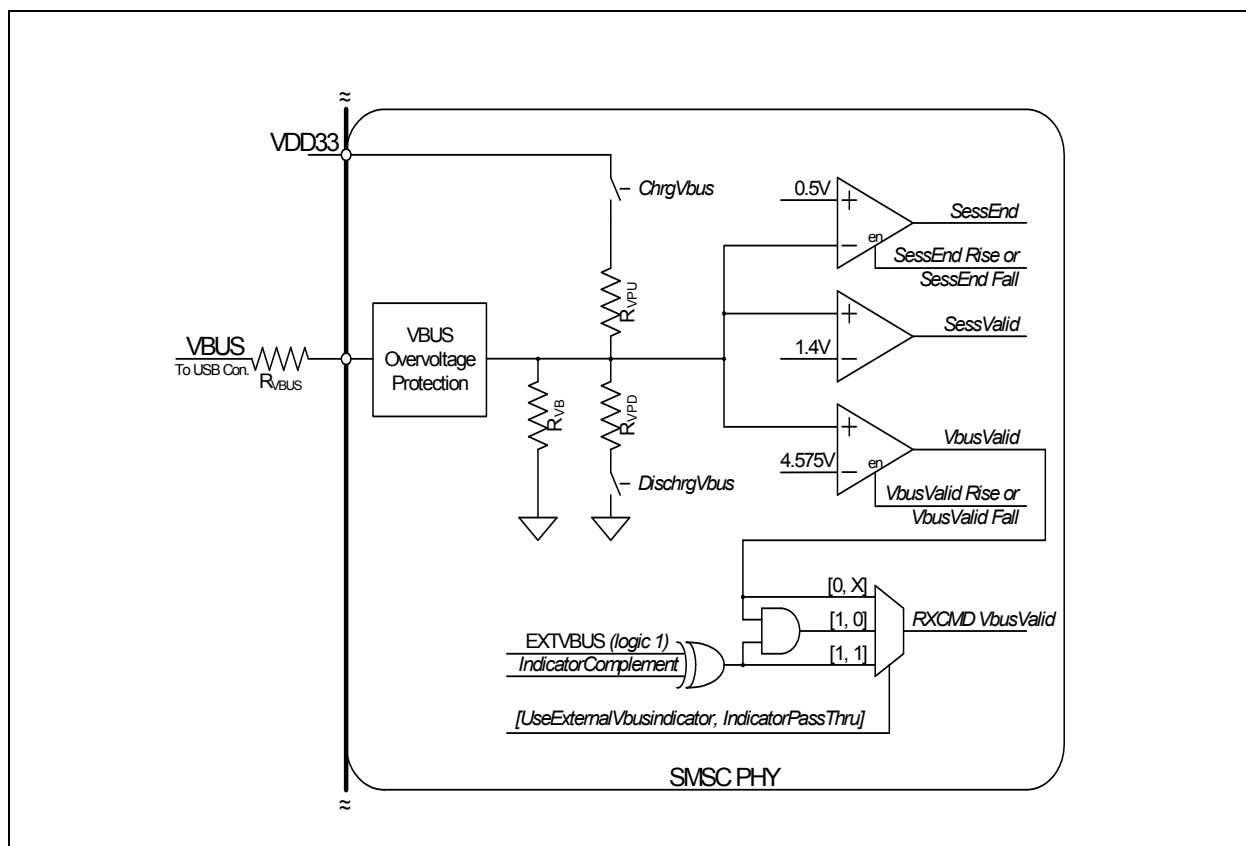 ≈
VDD33
ChrgVbus
0.5V
+
SessEnd
en
−
SessEnd Rise or
SessEnd Fall
RVPU
VBUS
To USB Con.
RVBUS
VBUS
Overvoltage
Protection
+
SessValid
1.4V
−
RVB
RVPD
+
VbusValid
4.575V
en
−
DischrgVbus
VbusValid Rise or
VbusValid Fall
[0, X]
[1, 0]
RXCMD VbusValid
EXTVBUS (logic 1)
IndicatorComplement
[1, 1]
[UseExternalVbusindicator, IndicatorPassThru]
SMSC PHY
≈